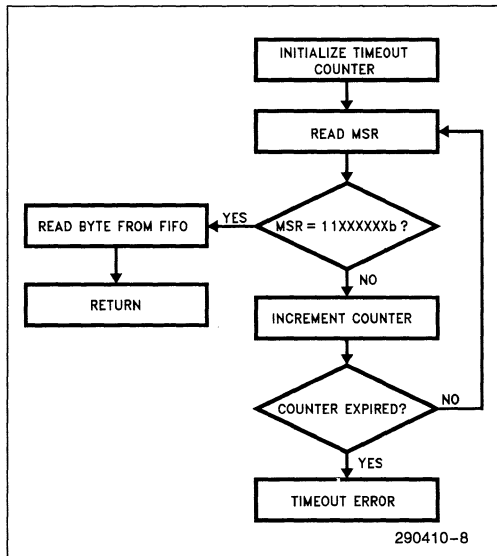 INITIALIZE TIMEOUT
COUNTER
READ MSR
MSR = 11XXXXXXb ?
YES
READ BYTE FROM FIFO
RETURN
NO
INCREMENT COUNTER
COUNTER EXPIRED?
NO
YES
TIMEOUT ERROR
290410-8